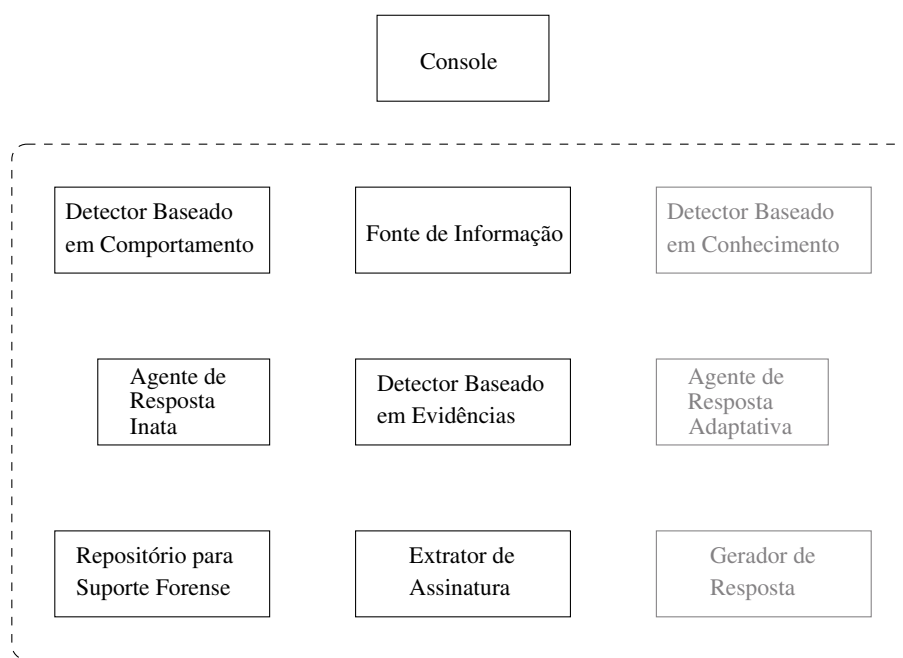 Console
Detector Baseado
em Comportamento
Fonte de Informação
Detector Baseado
em Conhecimento
Agente de
Resposta
Inata
Detector Baseado
em Evidências
Agente de
Resposta
Adaptativa
Repositório para
Suporte Forense
Extrator de
Assinatura
Gerador de
Resposta